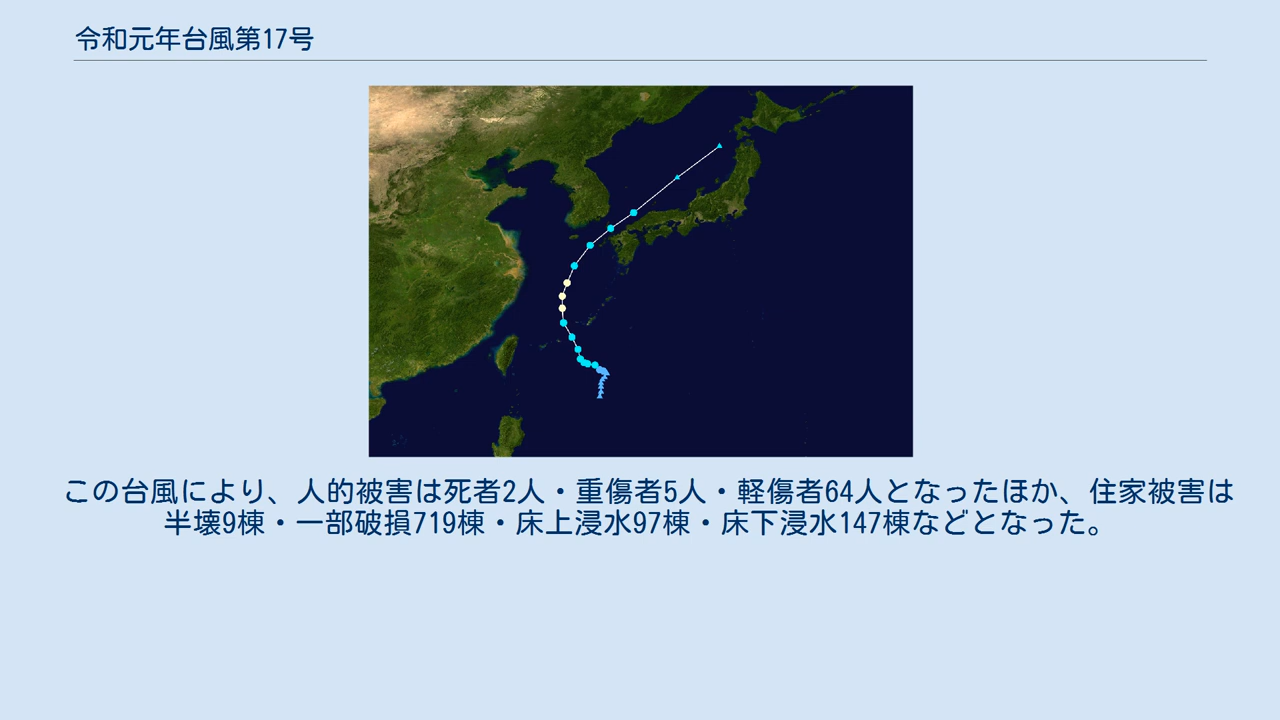 令和元年台風第17号
この台風により、人的被害は死者2人・重傷者5人・軽傷者64人となったほか、住家被害は
半壊9棟・一部破損719棟・床上浸水97棟・床下浸水147棟などとなった。